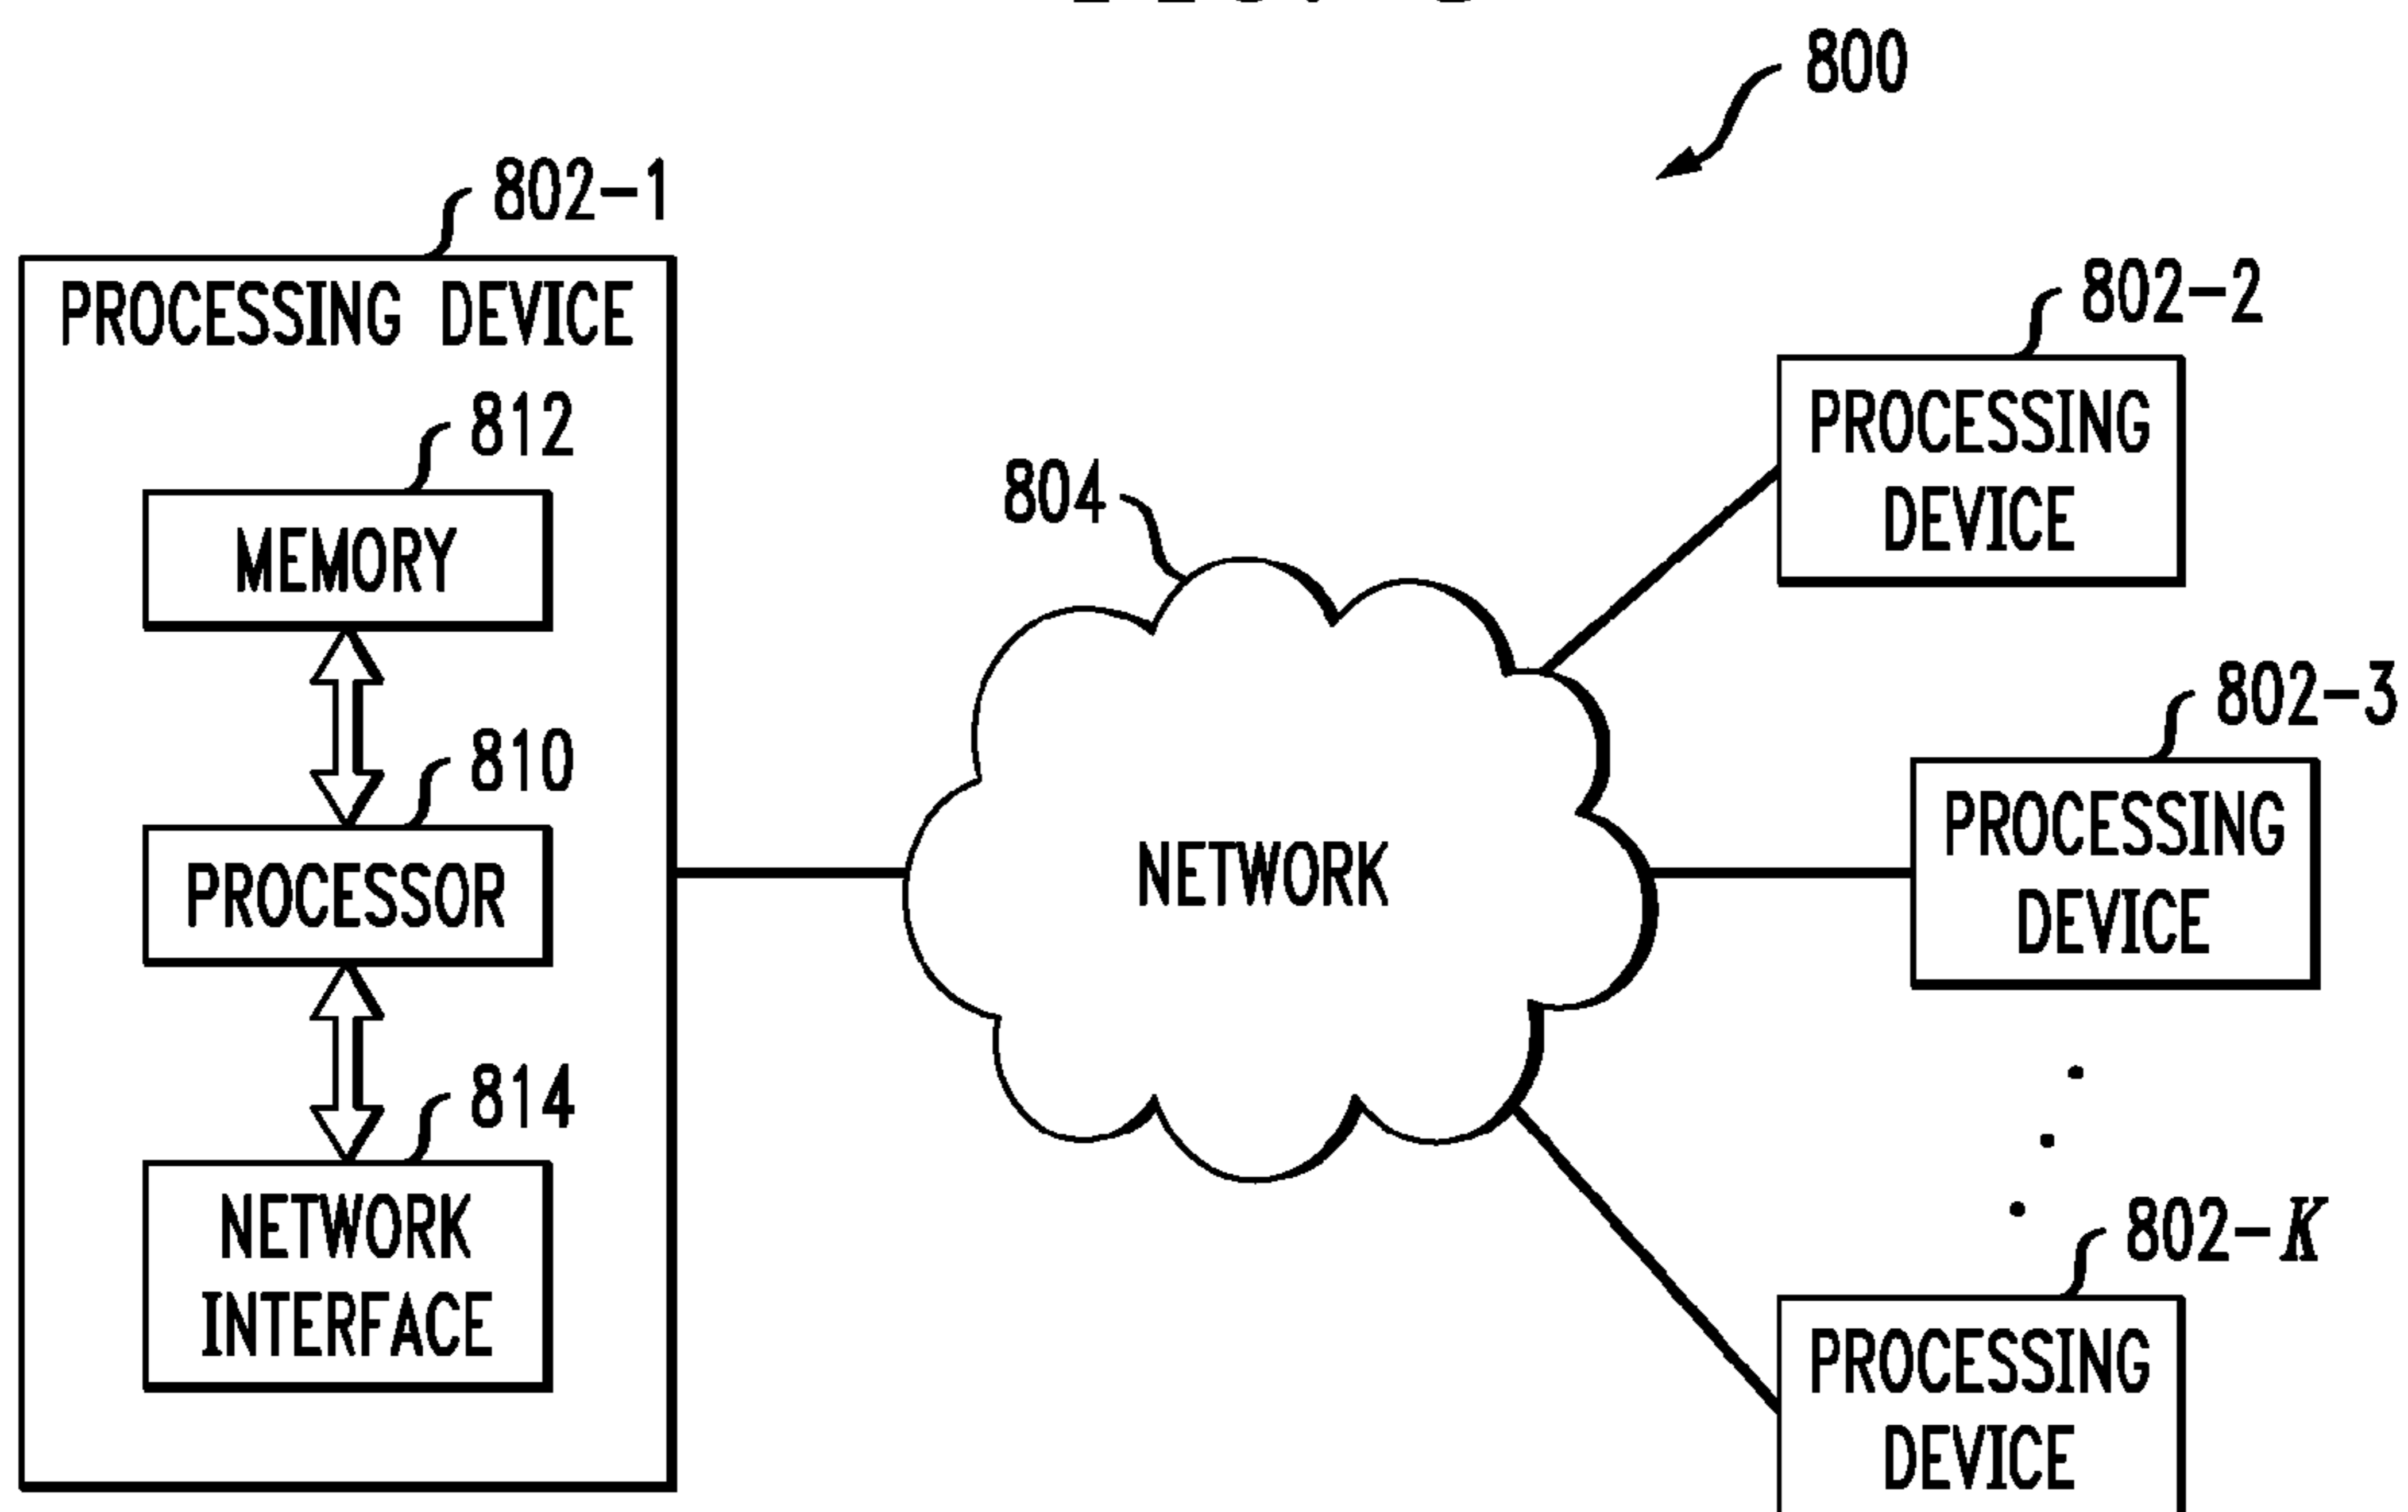 800
802-1
PROCESSING DEVICE
812
MEMORY
810
PROCESSOR
814
NETWORK
INTERFACE
804
NETWORK
802-2
PROCESSING
DEVICE
802-3
PROCESSING
DEVICE
802-K
PROCESSING
DEVICE